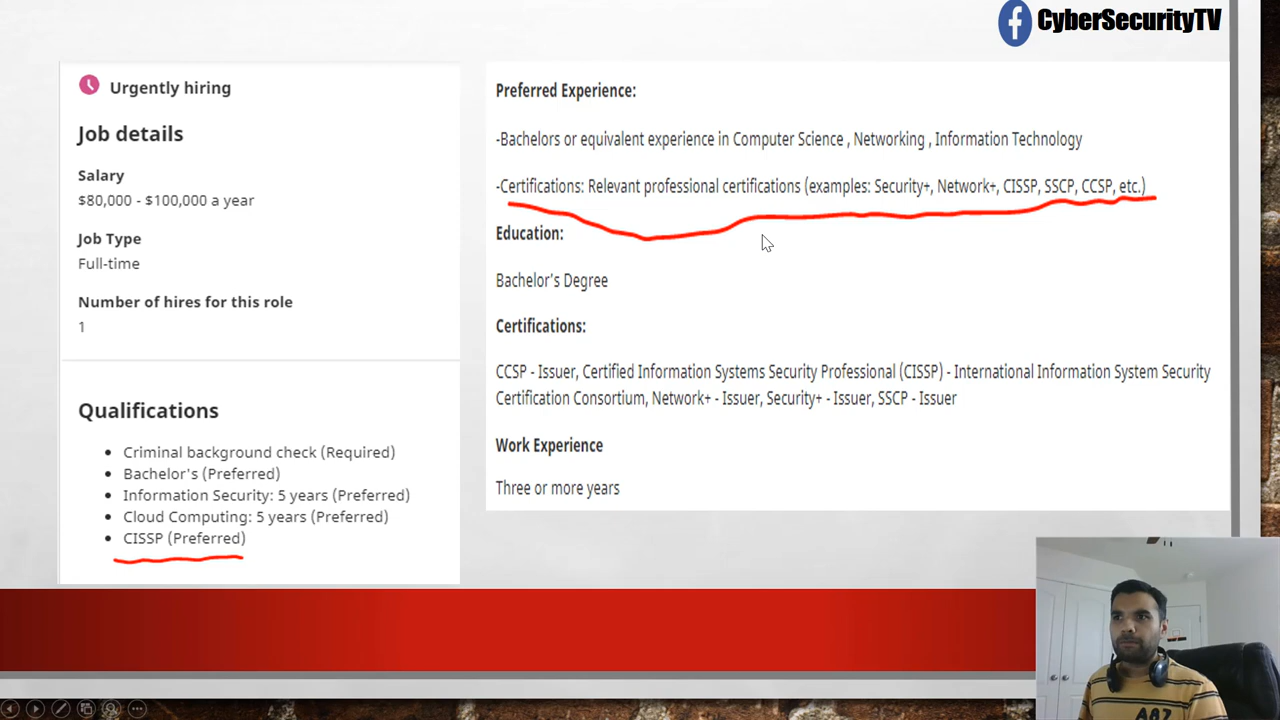 CyberSecurityTV
Urgently hiring
Job details
Salary
$80,000 - $100,000 a year
Job Type
Full-time
Number of hires for this role
1
Qualifications
Criminal background check (Required)
Bachelor's (Preferred)
Information Security: 5 years (Preferred)
Cloud Computing: 5 years (Preferred)
CISSP (Preferred)
Preferred Experience:
-Bachelors or equivalent experience in Computer Science , Networking , Information Technology
-Certifications: Relevant professional certifications (examples: Security+, Network+, CISSP, SSCP, CCSP, etc.)
Education:
Bachelor's Degree
Certifications:
CCSP - Issuer, Certified Information Systems Security Professional (CISSP) - International Information System Security
Certification Consortium, Network+ - Issuer, Security+ - Issuer, SSCP - Issuer
Work Experience
Three or more years